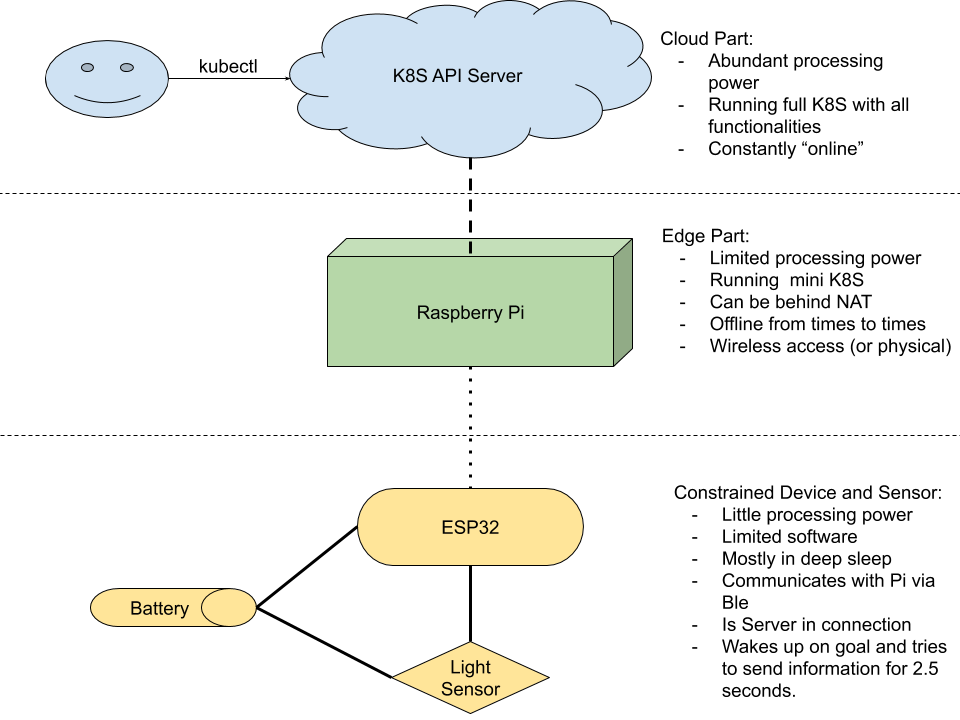 kubectl
K8S API Server
Cloud Part:
- Abundant processing
power
- Running full K8S with all
functionalities
- Constantly “online”
Raspberry Pi
Edge Part:
- Limited processing power
- Running  mini K8S
- Can be behind NAT
- Offline from times to times
- Wireless access (or physical)
ESP32
Battery
Light
Sensor
Constrained Device and Sensor:
- Little processing power
- Limited software
- Mostly in deep sleep
- Communicates with Pi via
Ble
- Is Server in connection
- Wakes up on goal and tries
to send information for 2.5
seconds.